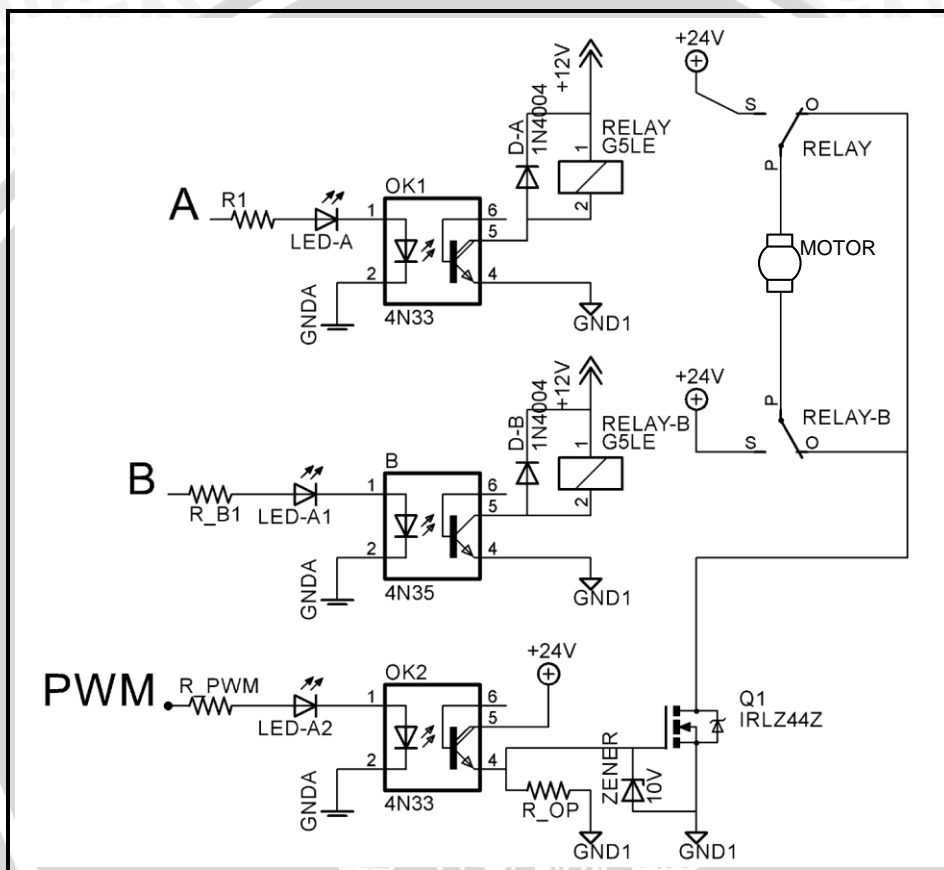 +24V
+12V
S
O
D-A
1N4004
1
RELAY
G5LE
RELAY
P
2
A
R1
LED-A
OK1
1
6
5
2
4
MOTOR
GNDA
4N33
GND1
+12V
+24V
P
D-B
1N4004
1
RELAY-B
G5LE
RELAY-B
S
O
2
B
R_B1
LED-A1
B
1
6
5
2
4
GNDA
4N35
GND1
+24V
PWM
R_PWM
LED-A2
OK2
1
6
5
2
4
Q1
IRLZ44Z
ZENER
10V
R_OP
GNDA
4N33
GND1
GND1